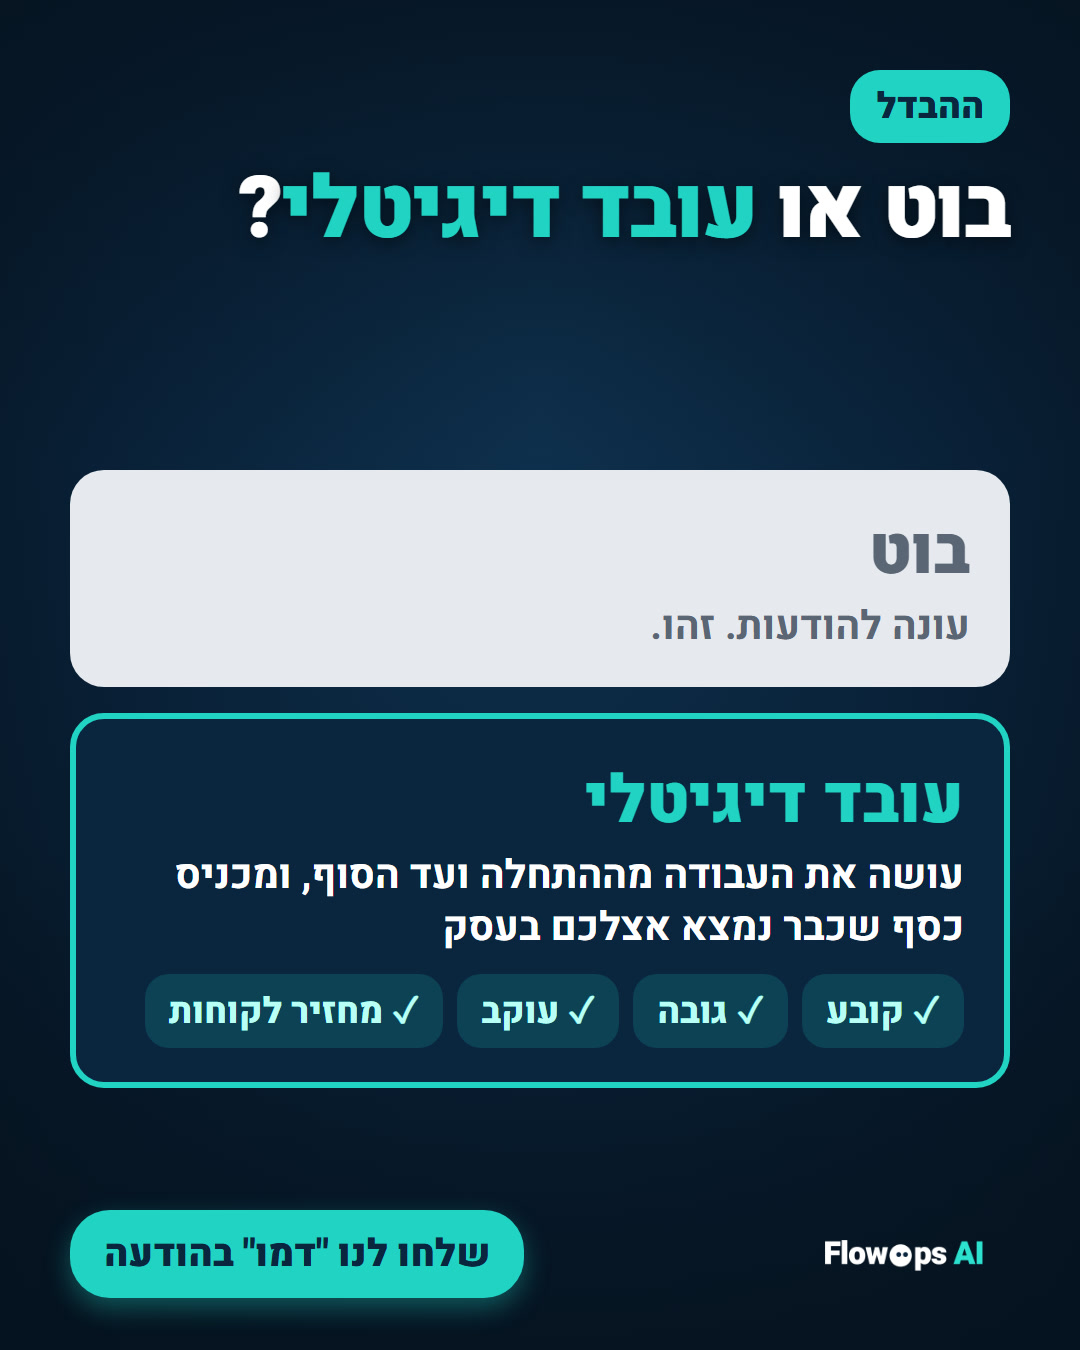 ההבדל
בוט או עובד דיגיטלי?
בוט
עונה להודעות. זהו.
עובד דיגיטלי
עושה את העבודה מההתחלה ועד הסוף, ומכניס
כסף שכבר נמצא אצלכם בעסק
✓ קובע ✓ גובה ✓ עוקב ✓ מחזיר לקוחות
שלחו לנו "דמו" בהודעה
Flowops AI